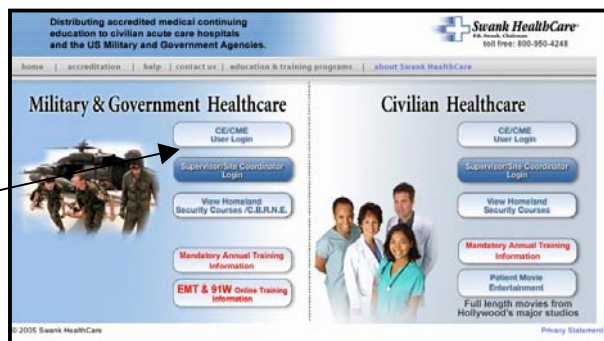 Distributing accredited medical continuing
education to civilian acute care hospitals
and the US Military and Government Agencies.
Swank HealthCare
P.B. Swank, Chairman
toll free: 800-950-4248
home | accreditation | help | contact us | education & training programs | about Swank HealthCare
Military & Government Healthcare
CE/CME
User Login
Supervisor/Site Coordinator
Login
View Homeland
Security Courses /C.B.R.N.E.
Mandatory Annual Training
Information
EMT & 91W Online Training
Information
Civilian Healthcare
CE/CME
User Login
Supervisor/Site Coordinator
Login
View Homeland
Security Courses
Mandatory Annual Training
Information
Patient Movie
Entertainment
Full length movies from
Hollywood's major studios
© 2005 Swank HealthCare
Privacy Statement